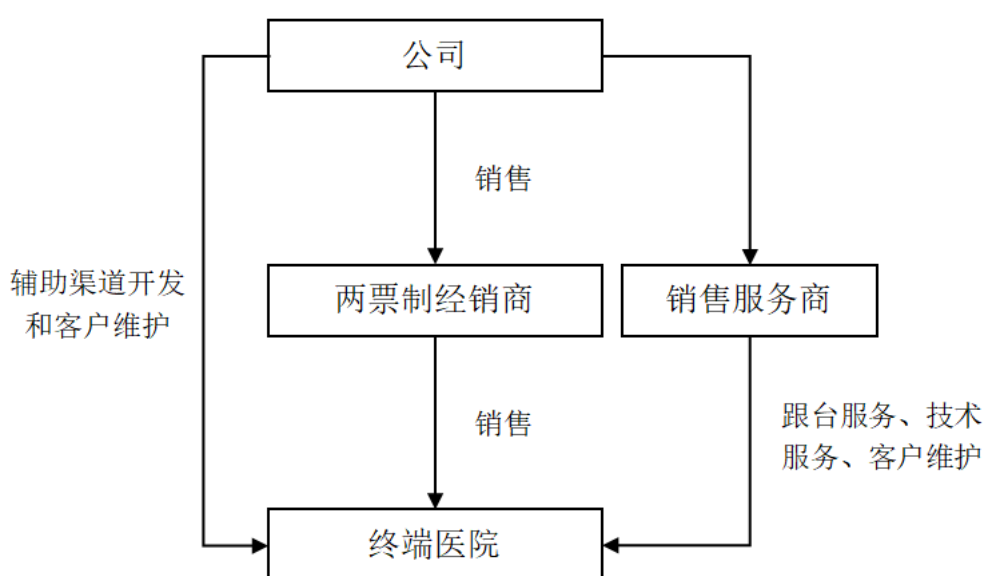 公司
销售
辅助渠道开发
和客户维护
两票制经销商
销售服务商
销售
跟台服务、技术
服务、客户维护
终端医院